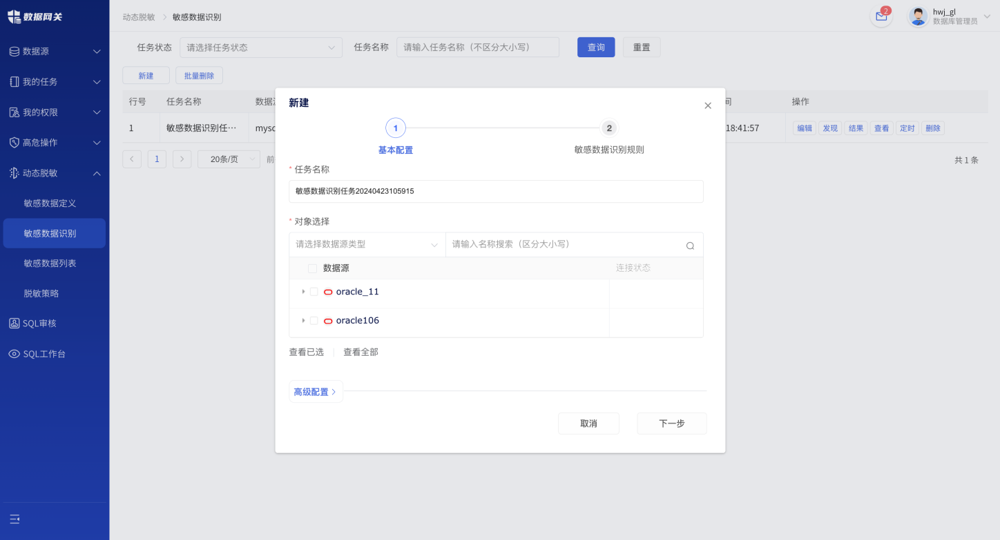 数据网关
动态脱敏 > 敏感数据识别
2
hwj_gl
数据库管理员
数据源
我的任务
我的权限
高危操作
动态脱敏
敏感数据定义
敏感数据识别
敏感数据列表
脱敏策略
SQL审核
SQL工作台
任务状态 请选择任务状态 任务名称 请输入任务名称（不区分大小写） 查询 重置
新建 批量删除
行号 任务名称 数据 操作
1 敏感数据识别任… mysq 18:41:57 编辑 发现 结果 查看 定时 删除
1 20条/页 前 共 1 条
新建
1 2
基本配置 敏感数据识别规则
* 任务名称
敏感数据识别任务20240423105915
* 对象选择
请选择数据源类型 请输入名称搜索（区分大小写）
数据源 连接状态
oracle_11
oracle106
查看已选 查看全部
高级配置
取消 下一步